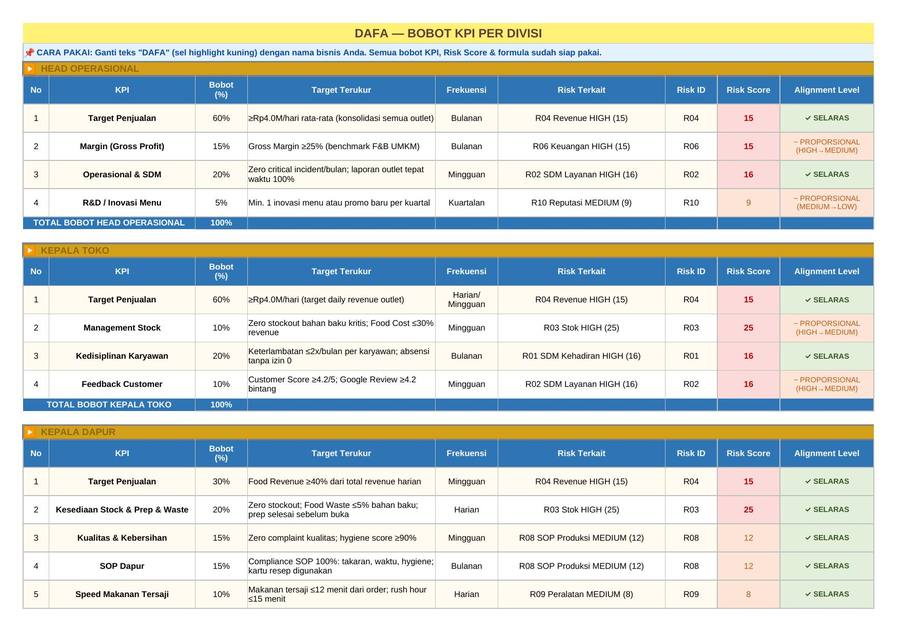 DAFA — BOBOT KPI PER DIVISI
📌 CARA PAKAI: Ganti teks "DAFA" (sel highlight kuning) dengan nama bisnis Anda. Semua bobot KPI, Risk Score & formula sudah siap pakai.
▶ HEAD OPERASIONAL
No KPI Bobot (%) Target Terukur Frekuensi Risk Terkait Risk ID Risk Score Alignment Level
1 Target Penjualan 60% ≥Rp4.0M/hari rata-rata (konsolidasi semua outlet) Bulanan R04 Revenue HIGH (15) R04 15 ✓ SELARAS
2 Margin (Gross Profit) 15% Gross Margin ≥25% (benchmark F&B UMKM) Bulanan R06 Keuangan HIGH (15) R06 15 ~ PROPORSIONAL (HIGH→MEDIUM)
3 Operasional & SDM 20% Zero critical incident/bulan; laporan outlet tepat waktu 100% Mingguan R02 SDM Layanan HIGH (16) R02 16 ✓ SELARAS
4 R&D / Inovasi Menu 5% Min. 1 inovasi menu atau promo baru per kuartal Kuartalan R10 Reputasi MEDIUM (9) R10 9 ~ PROPORSIONAL (MEDIUM→LOW)
TOTAL BOBOT HEAD OPERASIONAL 100%
▶ KEPALA TOKO
No KPI Bobot (%) Target Terukur Frekuensi Risk Terkait Risk ID Risk Score Alignment Level
1 Target Penjualan 60% ≥Rp4.0M/hari (target daily revenue outlet) Harian/ Mingguan R04 Revenue HIGH (15) R04 15 ✓ SELARAS
2 Management Stock 10% Zero stockout bahan baku kritis; Food Cost ≤30% revenue Mingguan R03 Stok HIGH (25) R03 25 ~ PROPORSIONAL (HIGH→MEDIUM)
3 Kedisiplinan Karyawan 20% Keterlambatan ≤2x/bulan per karyawan; absensi tanpa izin 0 Bulanan R01 SDM Kehadiran HIGH (16) R01 16 ✓ SELARAS
4 Feedback Customer 10% Customer Score ≥4.2/5; Google Review ≥4.2 bintang Mingguan R02 SDM Layanan HIGH (16) R02 16 ~ PROPORSIONAL (HIGH→MEDIUM)
TOTAL BOBOT KEPALA TOKO 100%
▶ KEPALA DAPUR
No KPI Bobot (%) Target Terukur Frekuensi Risk Terkait Risk ID Risk Score Alignment Level
1 Target Penjualan 30% Food Revenue ≥40% dari total revenue harian Mingguan R04 Revenue HIGH (15) R04 15 ✓ SELARAS
2 Kesediaan Stock & Prep & Waste 20% Zero stockout; Food Waste ≤5% bahan baku; prep selesai sebelum buka Harian R03 Stok HIGH (25) R03 25 ✓ SELARAS
3 Kualitas & Kebersihan 15% Zero complaint kualitas; hygiene score ≥90% Mingguan R08 SOP Produksi MEDIUM (12) R08 12 ✓ SELARAS
4 SOP Dapur 15% Compliance SOP 100%: takaran, waktu, hygiene; kartu resep digunakan Bulanan R08 SOP Produksi MEDIUM (12) R08 12 ✓ SELARAS
5 Speed Makanan Tersaji 10% Makanan tersaji ≤12 menit dari order; rush hour ≤15 menit Harian R09 Peralatan MEDIUM (8) R09 8 ✓ SELARAS